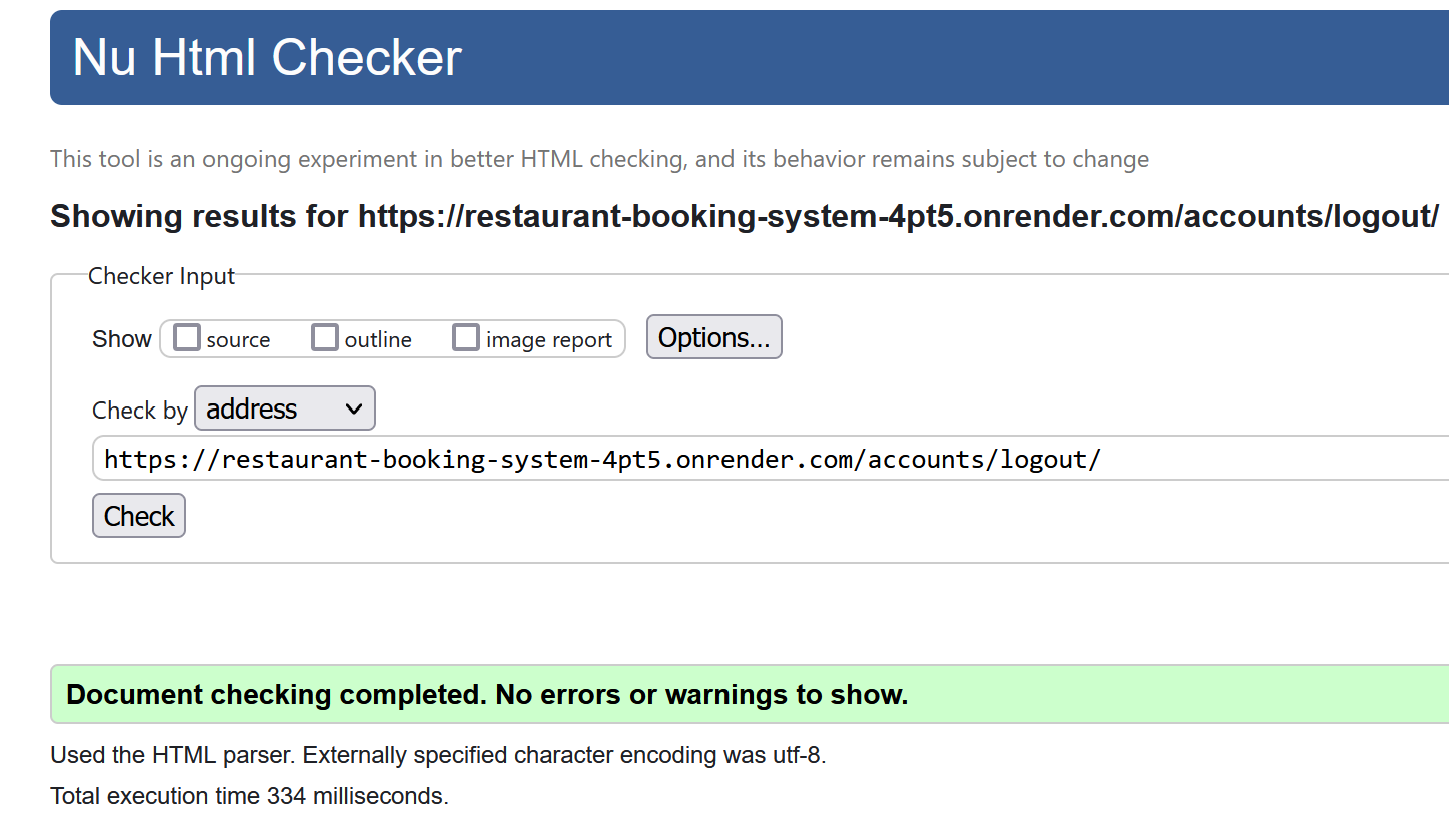 Nu Html Checker
This tool is an ongoing experiment in better HTML checking, and its behavior remains subject to change
Showing results for https://restaurant-booking-system-4pt5.onrender.com/accounts/logout/
Checker Input
Show source outline image report Options...
Check by address
https://restaurant-booking-system-4pt5.onrender.com/accounts/logout/
Check
Document checking completed. No errors or warnings to show.
Used the HTML parser. Externally specified character encoding was utf-8.
Total execution time 334 milliseconds.